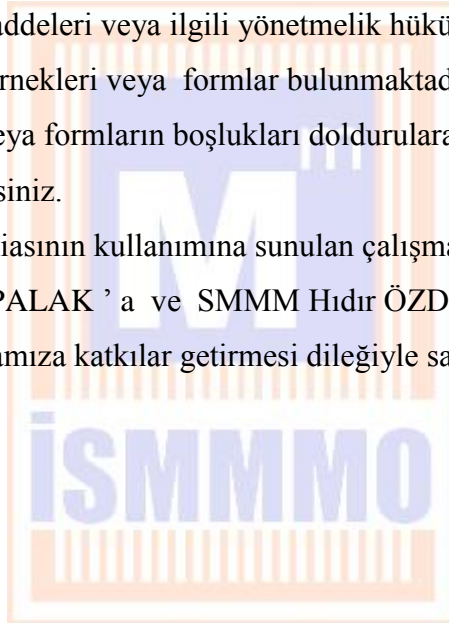 addeleri veya ilgili yönetmelik hükü
rnekleri veya formlar bulunmaktad
eya formların boşlukları doldurulara
siniz.
iasının kullanımına sunulan çalışma
PALAK ’ a ve SMMM Hıdır ÖZD
amıza katkılar getirmesi dileğiyle sa
M
m
İSMMMO